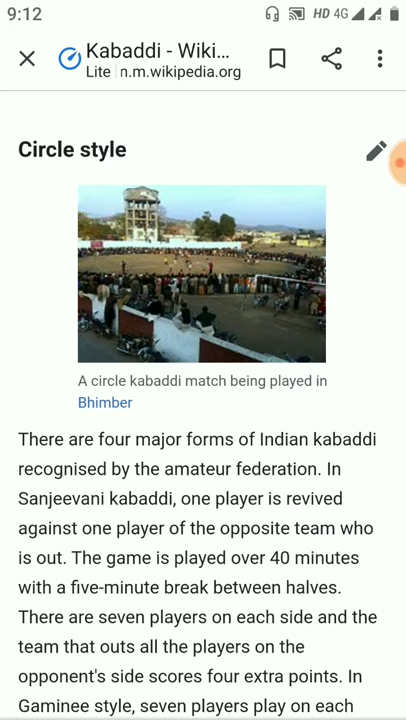 9:12
HD 4G
Kabaddi - Wiki...
Lite n.m.wikipedia.org
Circle style
A circle kabaddi match being played in
Bhimber
There are four major forms of Indian kabaddi
recognised by the amateur federation. In
Sanjeevani kabaddi, one player is revived
against one player of the opposite team who
is out. The game is played over 40 minutes
with a five-minute break between halves.
There are seven players on each side and the
team that outs all the players on the
opponent's side scores four extra points. In
Gaminee style, seven players play on each